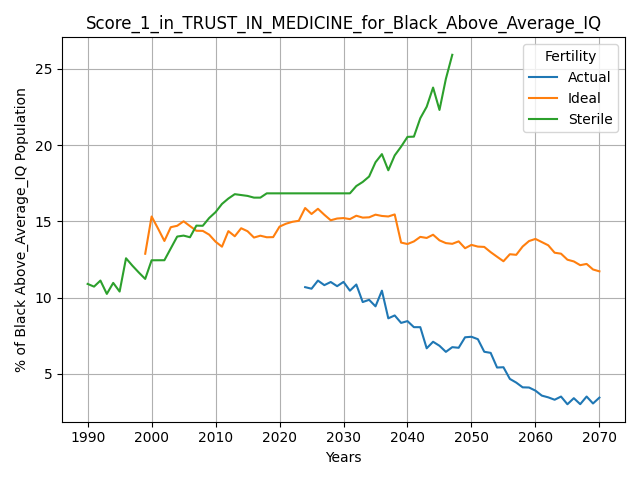 Score_1_in_TRUST_IN_MEDICINE_for_Black_Above_Average_IQ
% of Black Above_Average_IQ Population
25
20
15
10
5
Fertility
Actual
Ideal
Sterile
1990 2000 2010 2020 2030 2040 2050 2060 2070
Years